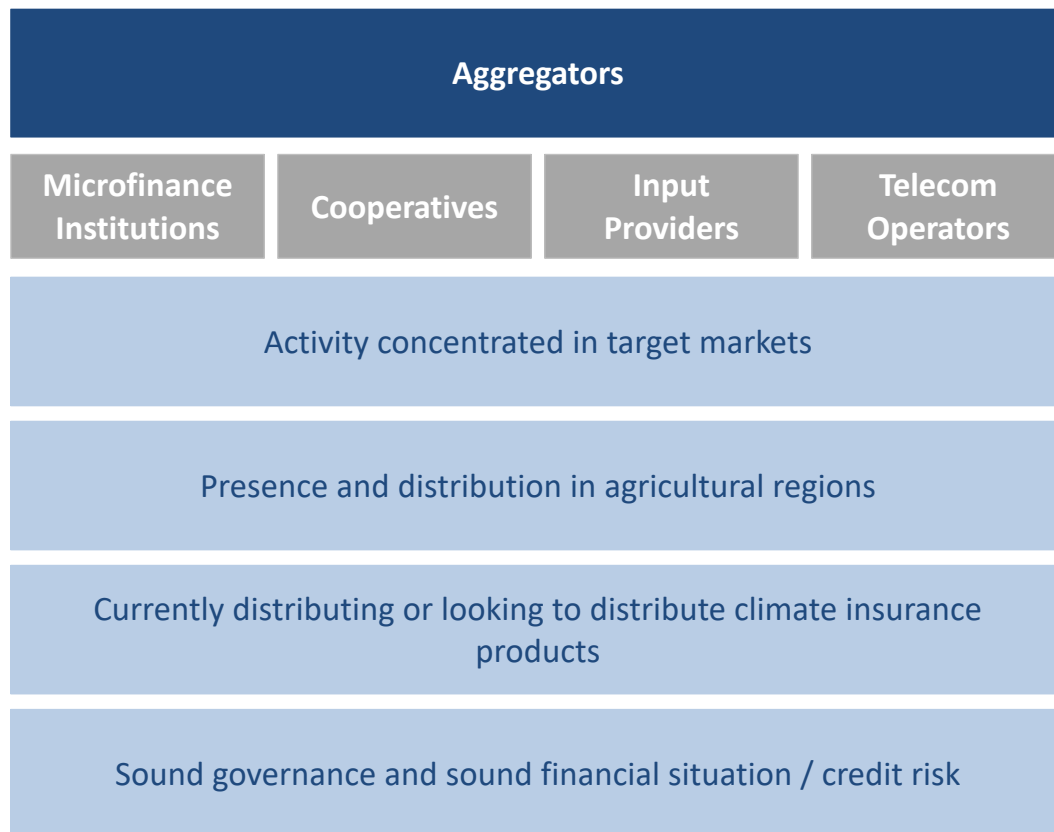 Aggregators
Microfinance
Institutions
Cooperatives
Input
Providers
Telecom
Operators
Activity concentrated in target markets
Presence and distribution in agricultural regions
Currently distributing or looking to distribute climate insurance
products
Sound governance and sound financial situation / credit risk